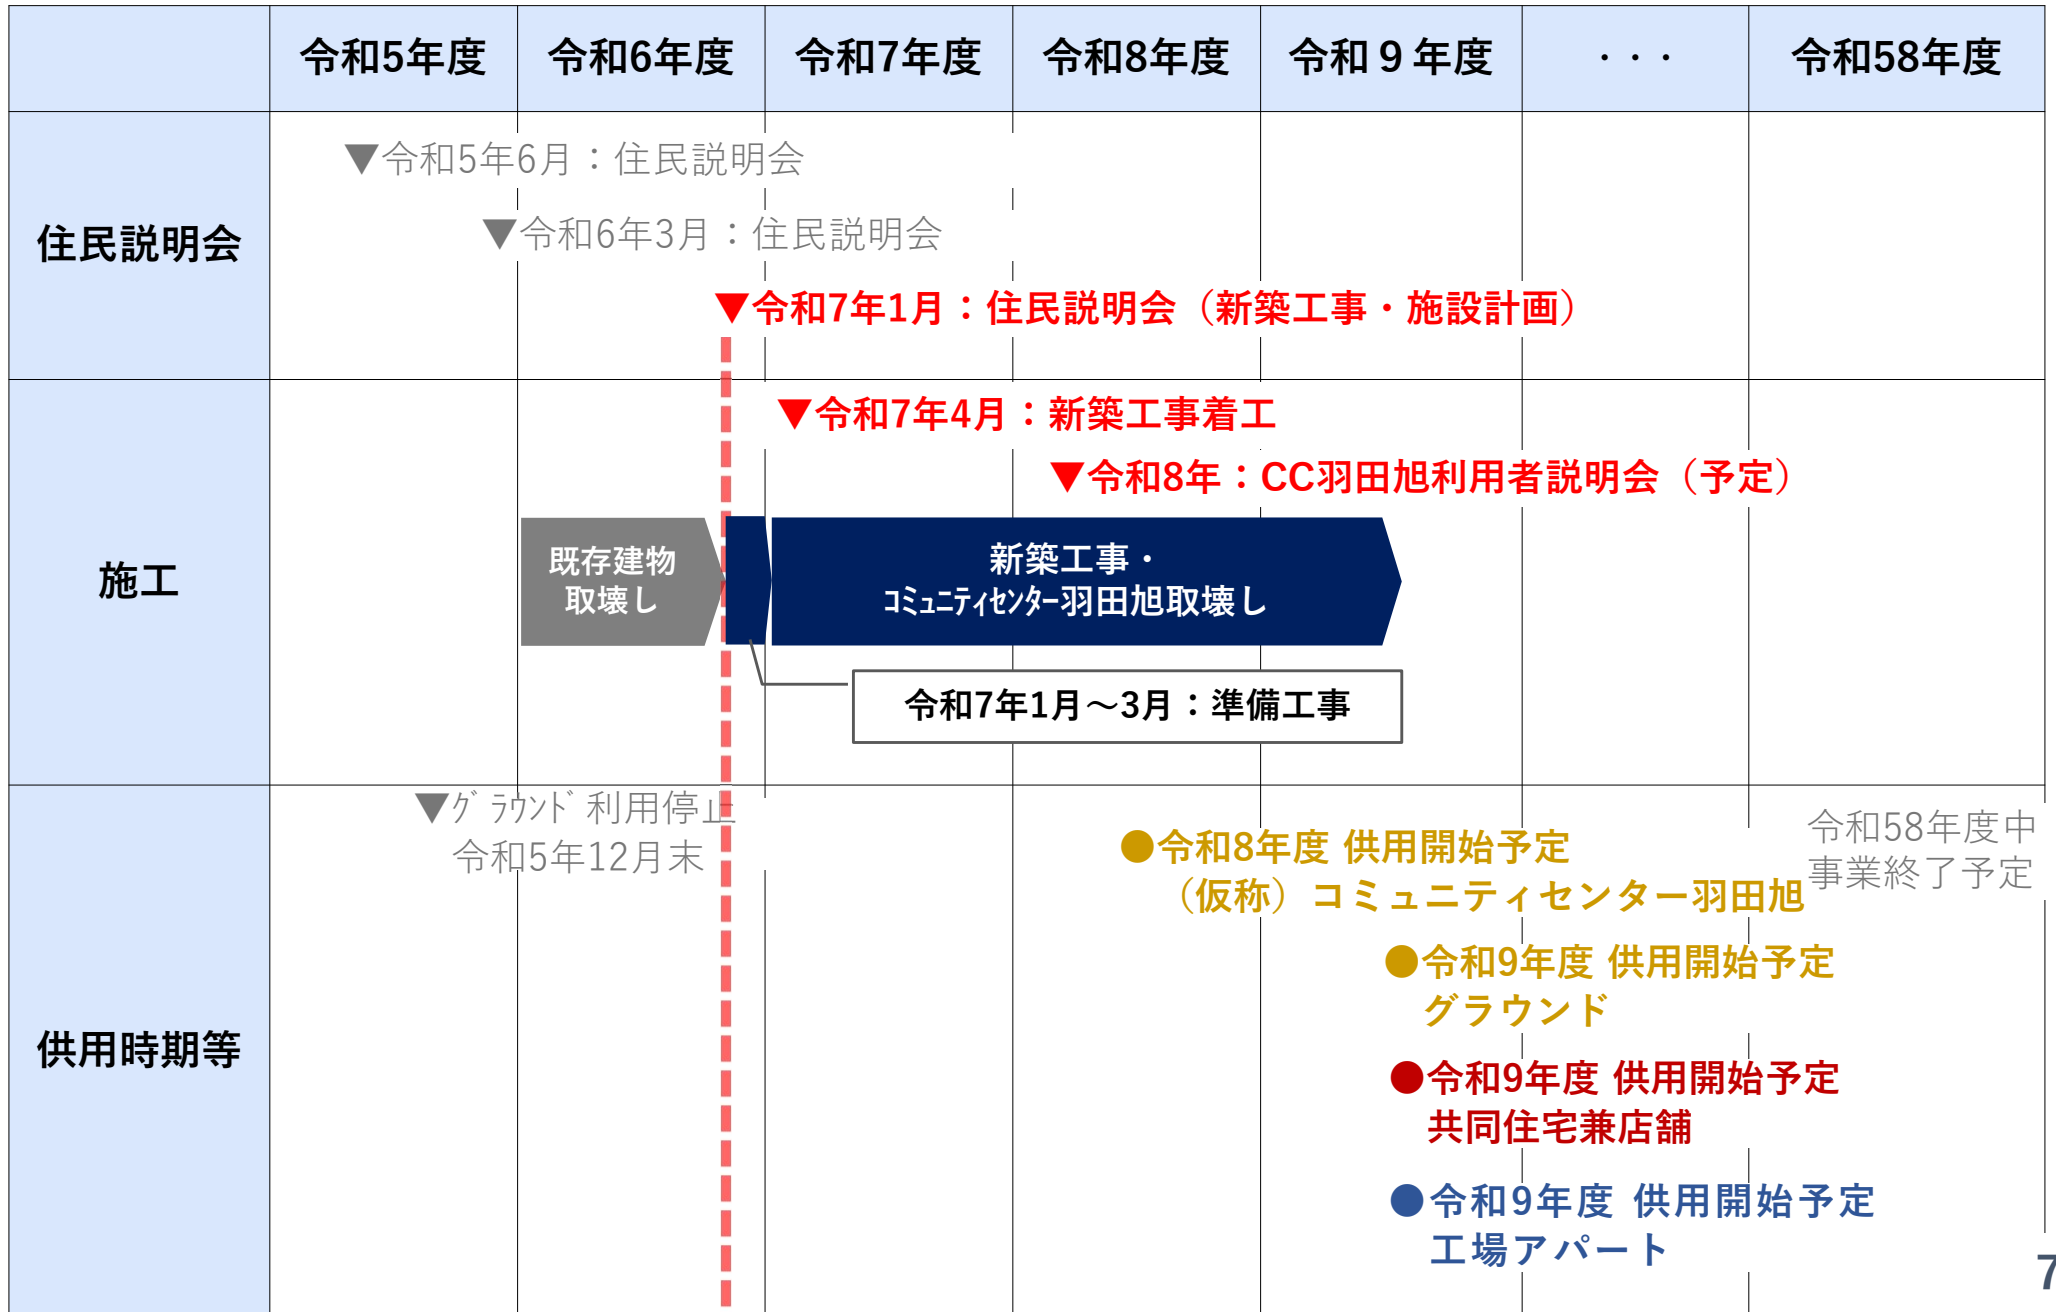 令和5年度
令和6年度
令和7年度
令和8年度
令和９年度
・・・
令和58年度
住民説明会
▼令和5年6月：住民説明会
▼令和6年3月：住民説明会
▼令和7年1月：住民説明会（新築工事・施設計画）
施工
▼令和7年4月：新築工事着工
▼令和8年：CC羽田旭利用者説明会（予定）
既存建物
取壊し
新築工事・
ｺﾐｭﾆﾃｨｾﾝﾀｰ羽田旭取壊し
令和7年1月～3月：準備工事
供用時期等
▼ｸﾞﾗｳﾝﾄﾞ利用停止
令和5年12月末
●令和8年度 供用開始予定
（仮称）コミュニティセンター羽田旭
令和58年度中
事業終了予定
●令和9年度 供用開始予定
グラウンド
●令和9年度 供用開始予定
共同住宅兼店舗
●令和9年度 供用開始予定
工場アパート
7